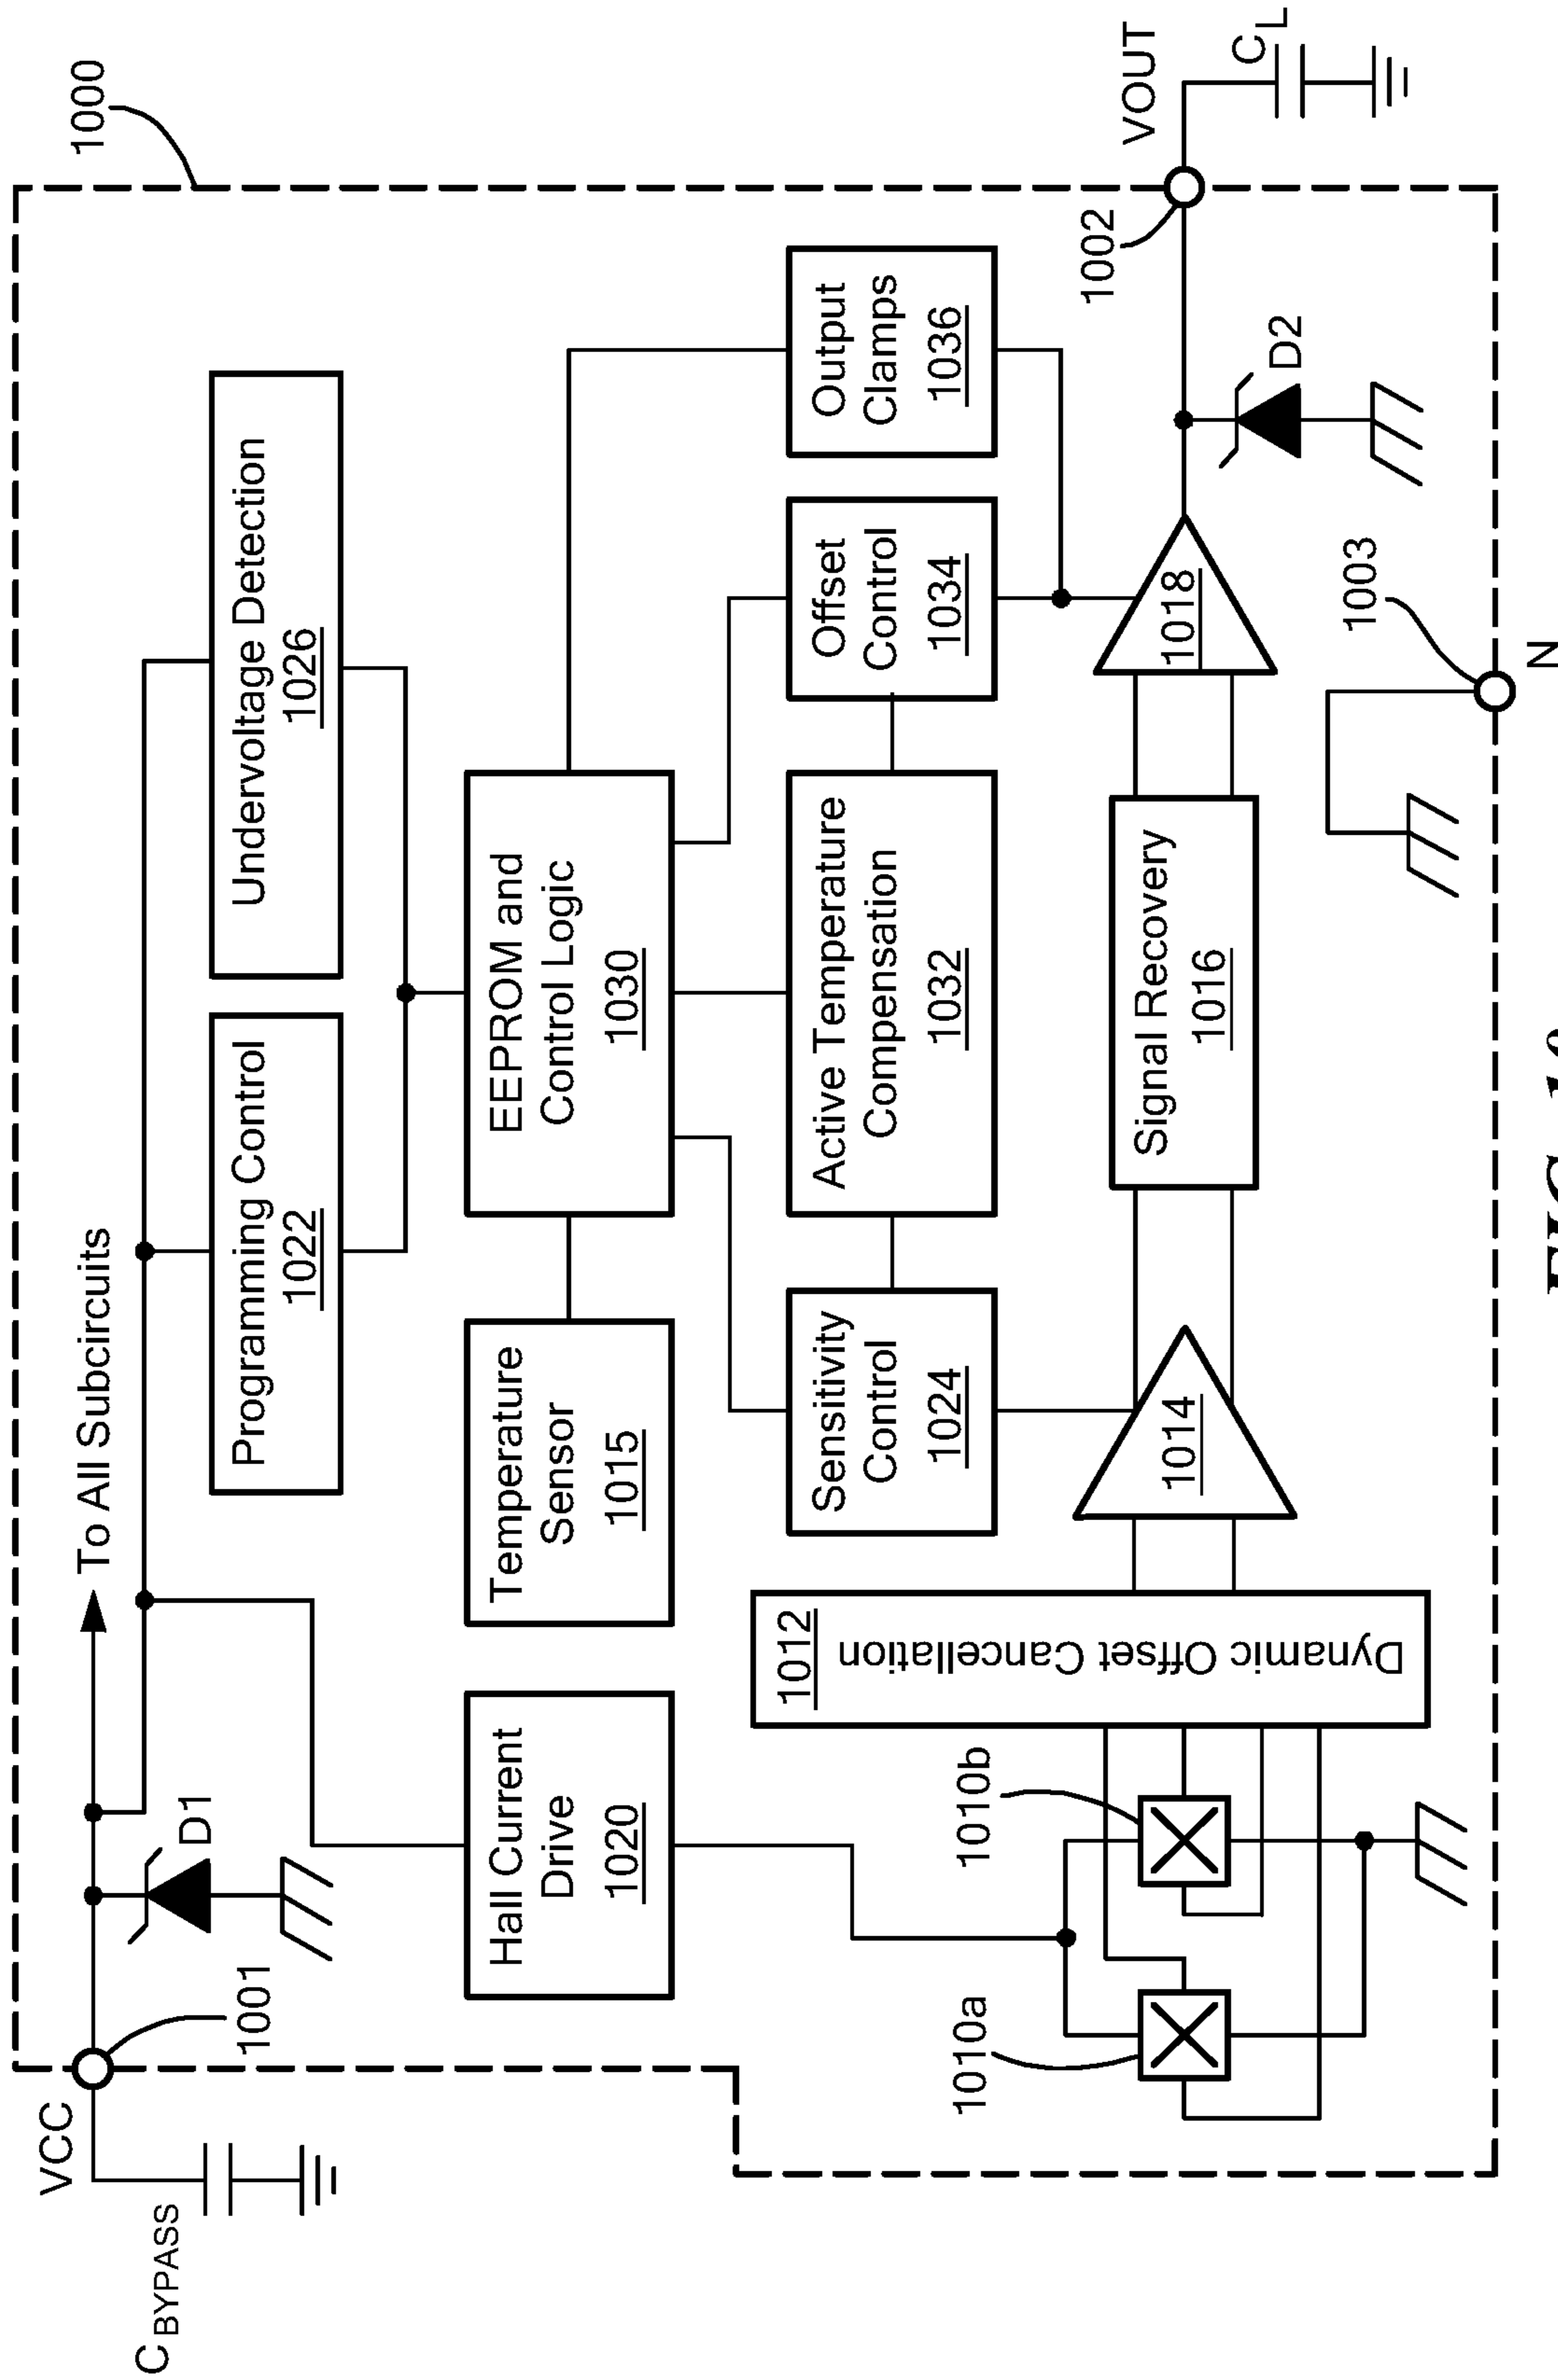 1000
VCC
C BYPASS
1001
D1
To All Subcircuits
Programming Control
1022
Undervoltage Detection
1026
Hall Current
Drive
1020
Temperature
Sensor
1015
EEPROM and
Control Logic
1030
Sensitivity
Control
1024
Active Temperature
Compensation
1032
Offset
Control
1034
Output
Clamps
1036
1010a
1010b
1012
Dynamic Offset Cancellation
1014
Signal Recovery
1016
1018
D2
1002
VOUT
C L
1003
N